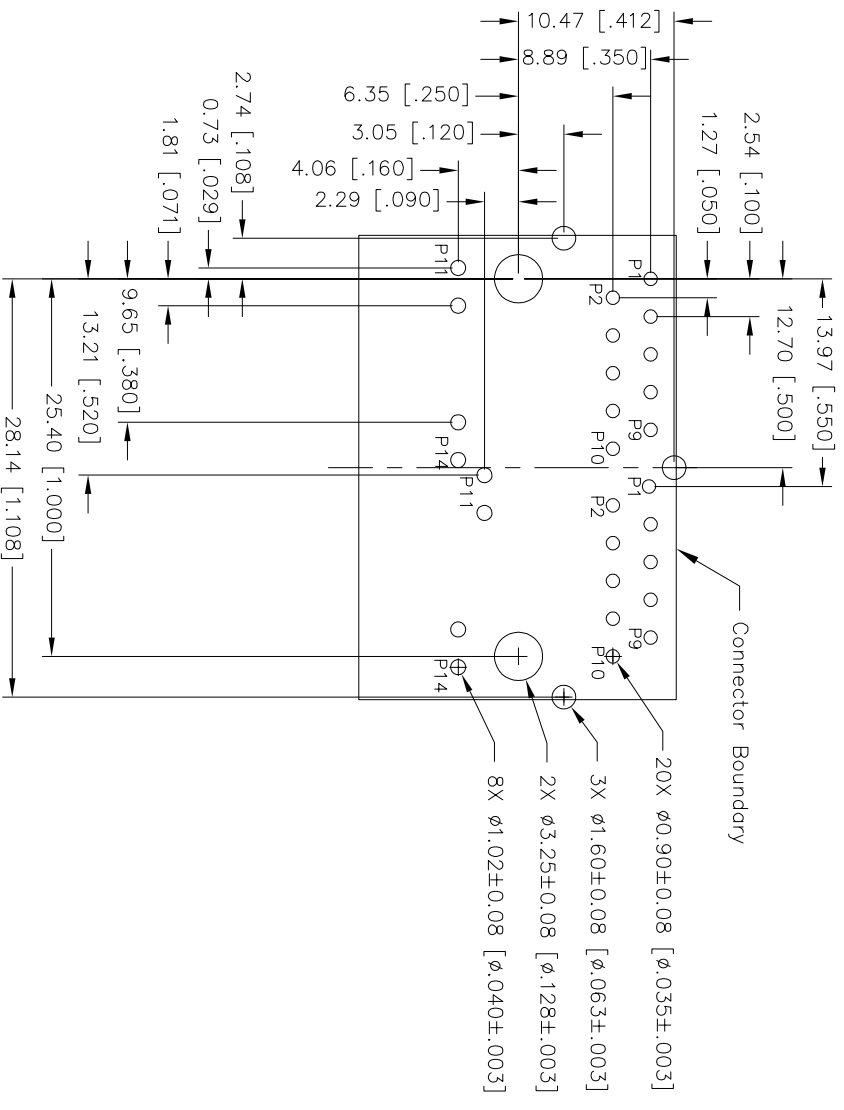 10.47 [.412]
8.89 [.350]
6.35 [.250]
3.05 [.120]
4.06 [.160]
2.29 [.090]
2.74 [.108]
0.73 [.029]
1.81 [.071]
2.54 [.100]
1.27 [.050]
13.97 [.550]
12.70 [.500]
P1
P2
P9
P10
P1
P2
P9
P10
P11
P14
P11
P14
9.65 [.380]
13.21 [.520]
25.40 [1.000]
28.14 [1.108]
Connector Boundary
20X ø0.90±0.08 [ø.035±.003]
3X ø1.60±0.08 [ø.063±.003]
2X ø3.25±0.08 [ø.128±.003]
8X ø1.02±0.08 [ø.040±.003]